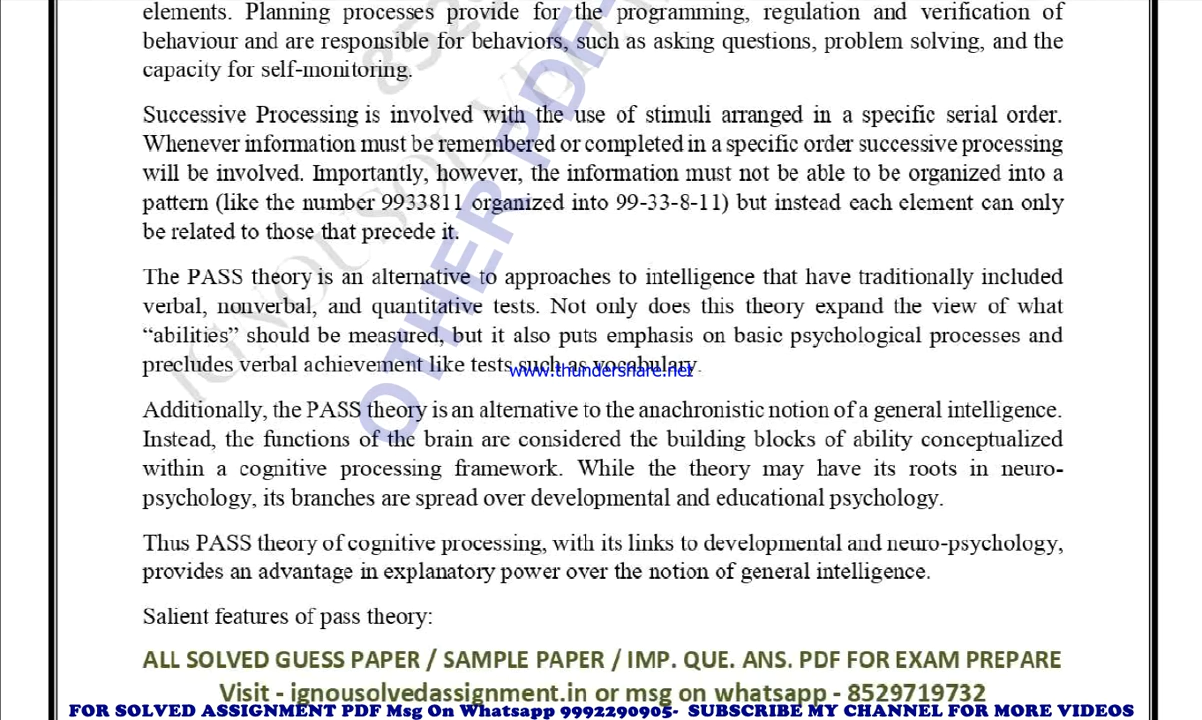 elements. Planning processes provide for the programming, regulation and verification of
behaviour and are responsible for behaviors, such as asking questions, problem solving, and the
capacity for self-monitoring.
Successive Processing is involved with the use of stimuli arranged in a specific serial order.
Whenever information must be remembered or completed in a specific order successive processing
will be involved. Importantly, however, the information must not be able to be organized into a
pattern (like the number 9933811 organized into 99-33-8-11) but instead each element can only
be related to those that precede it.
The PASS theory is an alternative to approaches to intelligence that have traditionally included
verbal, nonverbal, and quantitative tests. Not only does this theory expand the view of what
“abilities” should be measured, but it also puts emphasis on basic psychological processes and
precludes verbal achievement like tests such as vocabulary.
www.thundershare.net
Additionally, the PASS theory is an alternative to the anachronistic notion of a general intelligence.
Instead, the functions of the brain are considered the building blocks of ability conceptualized
within a cognitive processing framework. While the theory may have its roots in neuro-
psychology, its branches are spread over developmental and educational psychology.
Thus PASS theory of cognitive processing, with its links to developmental and neuro-psychology,
provides an advantage in explanatory power over the notion of general intelligence.
Salient features of pass theory:
OTHER PDF
ALL SOLVED GUESS PAPER / SAMPLE PAPER / IMP. QUE. ANS. PDF FOR EXAM PREPARE
Visit - ignousolvedassignment.in or msg on whatsapp - 8529719732
FOR SOLVED ASSIGNMENT PDF Msg On Whatsapp 9992290905- SUBSCRIBE MY CHANNEL FOR MORE VIDEOS